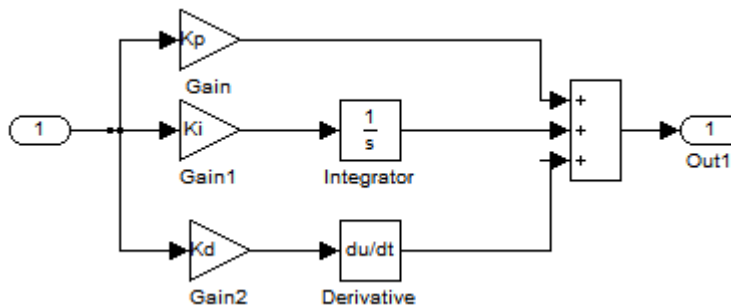 Kp
Gain
+
1
Ki
1
s
+
1
Gain1
Integrator
+
Out1
Kd
du/dt
Gain2
Derivative